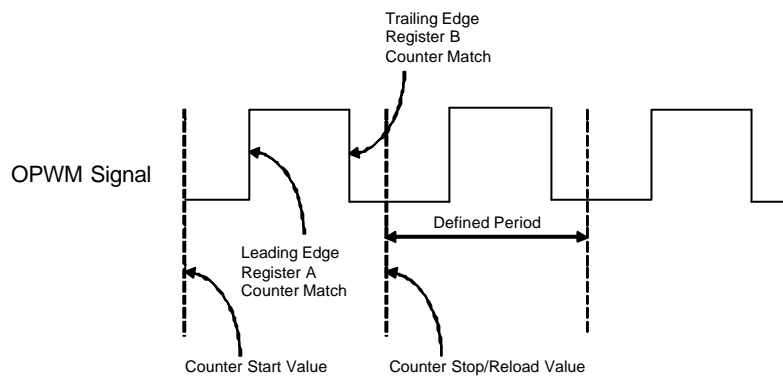 Trailing Edge
Register B
Counter Match
OPWM Signal
Defined Period
Leading Edge
Register A
Counter Match
Counter Start Value
Counter Stop/Reload Value